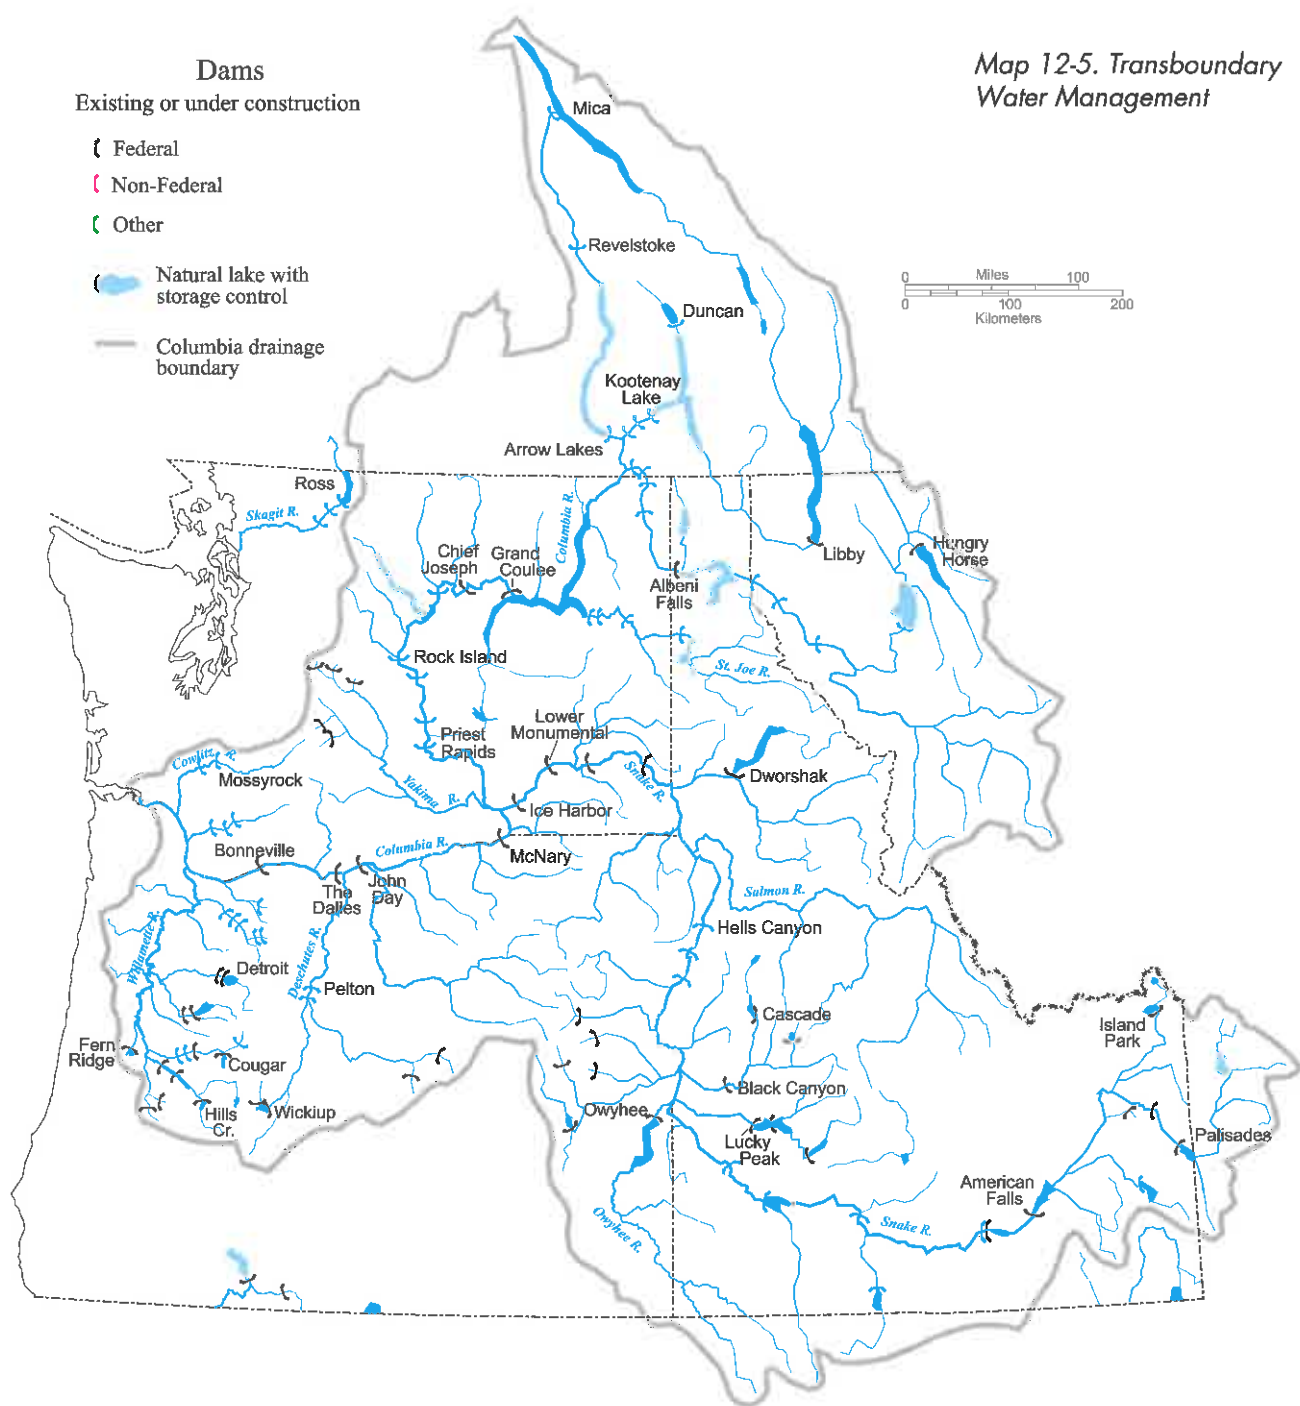 Map 12-5. Transboundary
Water Management
Dams
Existing or under construction
Federal
Non-Federal
Other
Natural lake with
storage control
Columbia drainage
boundary
0 Miles 100
0 100 200
Kilometers
Mica
Revelstoke
Duncan
Kootenay
Lake
Arrow Lakes
Ross
Skagit R.
Columbia R.
Chief
Joseph
Grand
Coulee
Albeni
Falls
Libby
Hungry
Horse
Rock Island
St. Joe R.
Priest
Rapids
Lower
Monumental
Snake R.
Dworshak
Cowlitz R.
Mossyrock
Yakima R.
Ice Harbor
Bonneville
Columbia R.
McNary
The
Dalles
John
Day
Salmon R.
Hells Canyon
Willamette R.
Deschutes R.
Detroit
Pelton
Cascade
Island
Park
Fern
Ridge
Cougar
Black Canyon
Hills
Cr.
Wickiup
Owyhee
Lucky
Peak
Palisades
American
Falls
Owyhee R.
Snake R.